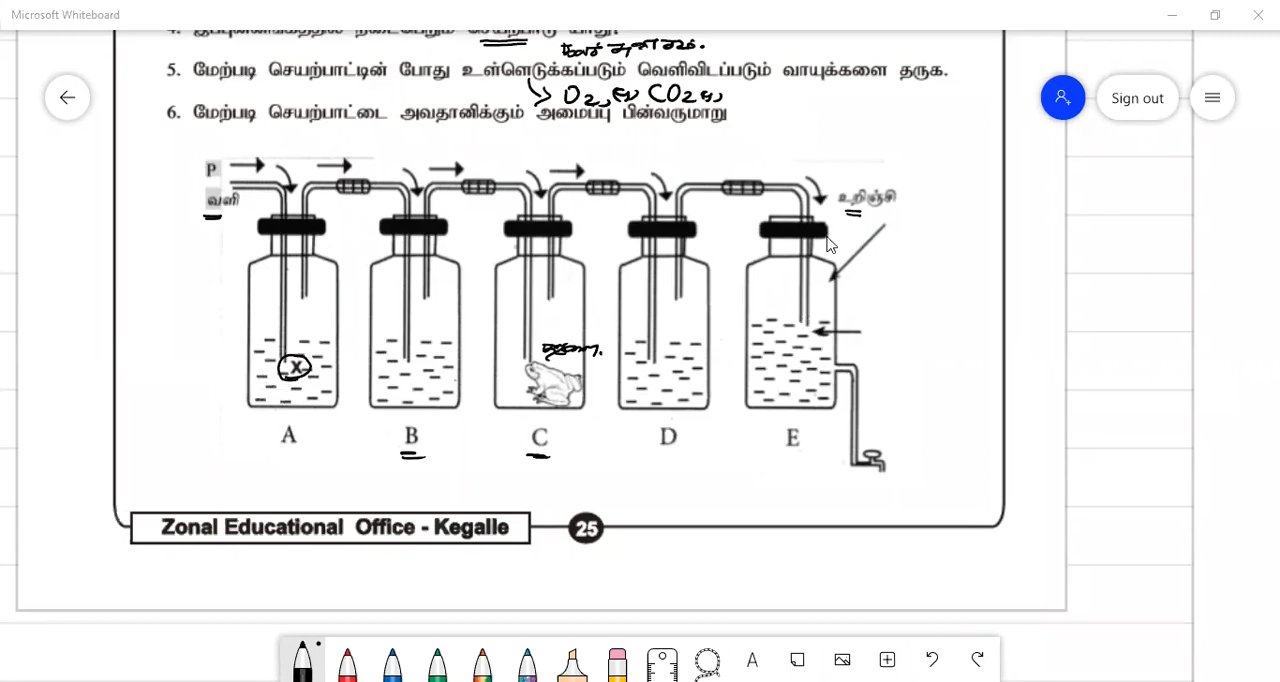 Microsoft Whiteboard
5. மேற்படி செயற்பாட்டின் போது உள்ளெடுக்கப்படும் வெளிவிடப்படும் வாயுக்களை தருக.
O2, CO2
Sign out
6. மேற்படி செயற்பாட்டை அவதானிக்கும் அமைப்பு பின்வருமாறு
P
வளி
உறிஞ்சி
X
A B C D E
Zonal Educational Office - Kegalle 25
A